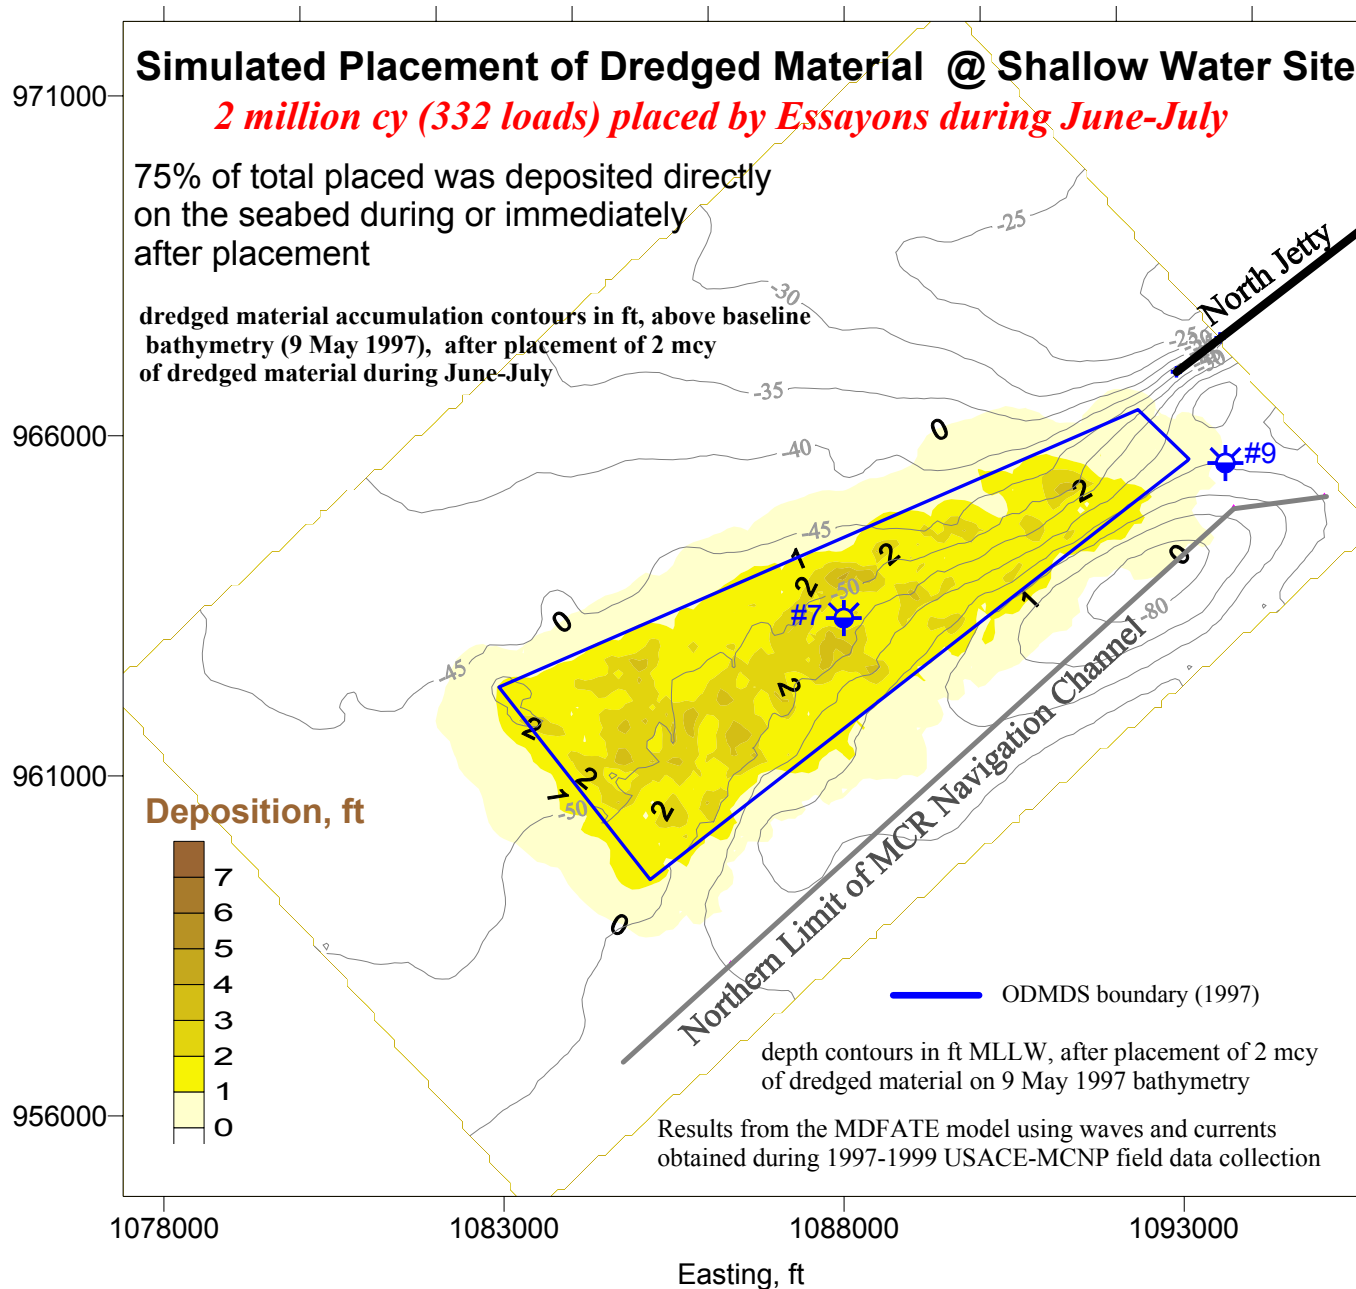 Simulated Placement of Dredged Material @ Shallow Water Site
2 million cy (332 loads) placed by Essayons during June-July
75% of total placed was deposited directly
on the seabed during or immediately
after placement
dredged material accumulation contours in ft, above baseline
bathymetry (9 May 1997), after placement of 2 mcy
of dredged material during June-July
971000
966000
961000
956000
-25
-30
North Jetty
-25
-30
-35
-40
0
#9
2
-45
1
2
2
-50
#7
0
0
1
-80
-45
2
2
2
1
-50
2
0
Northern Limit of MCR Navigation Channel
Deposition, ft
7
6
5
4
3
2
1
0
ODMDS boundary (1997)
depth contours in ft MLLW, after placement of 2 mcy
of dredged material on 9 May 1997 bathymetry
Results from the MDFATE model using waves and currents
obtained during 1997-1999 USACE-MCNP field data collection
1078000
1083000
1088000
1093000
Easting, ft